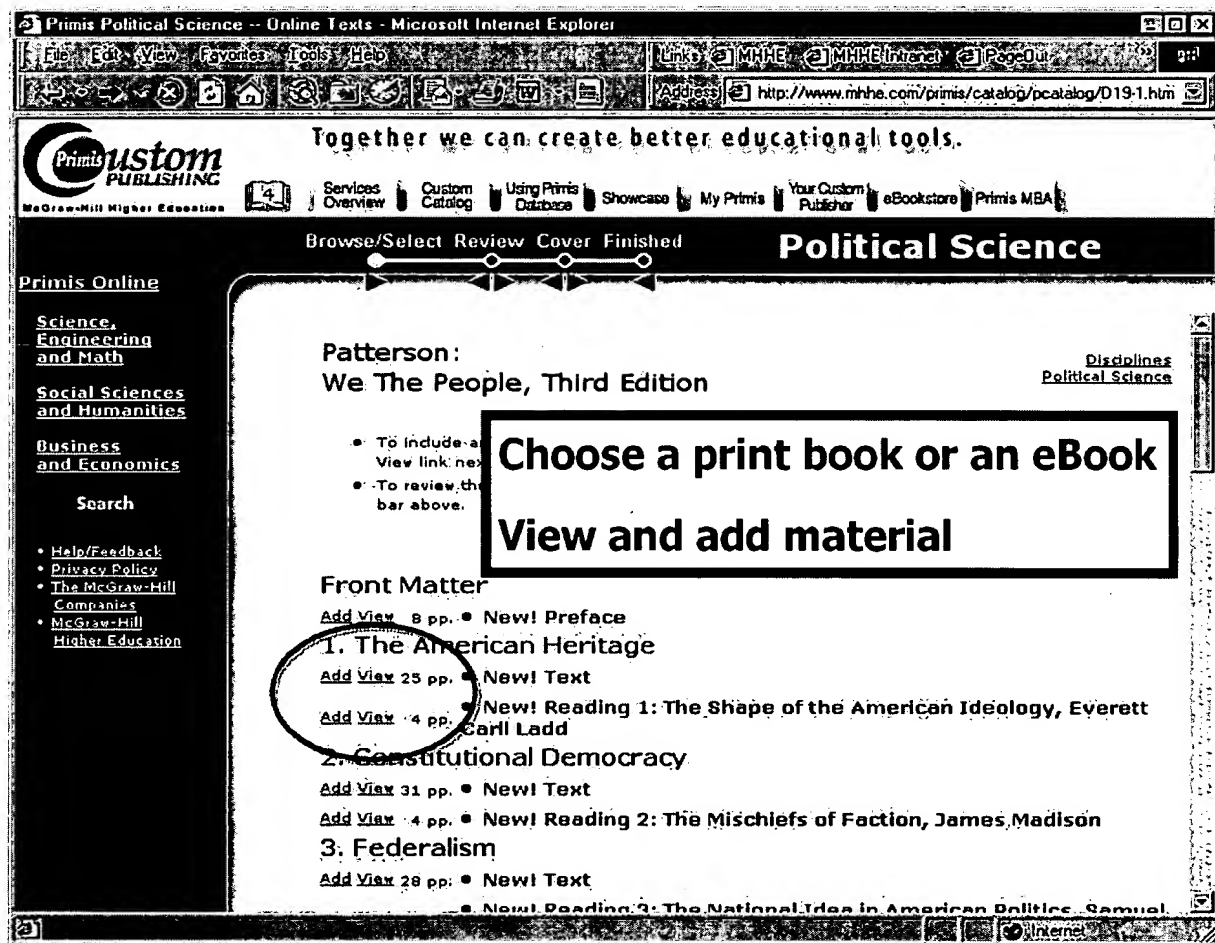 Primis Political Science -- Online Texts - Microsoft Internet Explorer
File Edit View Favorites Tools Help Links MHHE MHHE Intranet PageOut
Address http://www.mhhe.com/primis/catalog/pcatalog/D19-1.htm
Primis Custom
PUBLISHING
McGraw-Hill Higher Education
Together we can create better educational tools.
Services Overview
Custom Catalog
Using Primis Database
Showcase
My Primis
Your Custom Publisher
eBookstore
Primis MBA
Browse/Select Review Cover Finished
Political Science
Primis Online
Science,
Engineering
and Math
Social Sciences
and Humanities
Business
and Economics
Search
• Help/Feedback
• Privacy Policy
• The McGraw-Hill
Companies
• McGraw-Hill
Higher Education
Patterson:
We The People, Third Edition
Disciplines
Political Science
• To include a
View link
• To review
bar above.
Choose a print book or an eBook
View and add material
Front Matter
Add View 8 pp. • New! Preface
1. The American Heritage
Add View 25 pp. • New! Text
Add View 4 pp. • New! Reading 1: The Shape of the American Ideology, Everett
Carll Ladd
2. Constitutional Democracy
Add View 31 pp. • New! Text
Add View 4 pp. • New! Reading 2: The Mischiefs of Faction, James Madison
3. Federalism
Add View 28 pp. • New! Text
• New! Reading 3: The National Idea in American Politics, Samuel
Internet